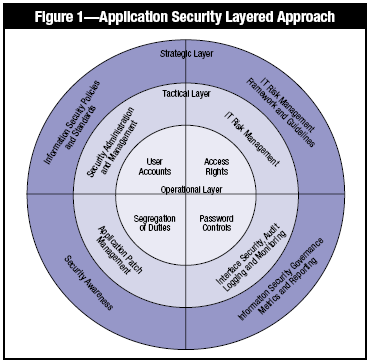 Figure 1—Application Security Layered Approach
Strategic Layer
Information Security Policies
and Standards
IT Risk Management
Framework and Guidelines
Tactical Layer
Security Administration
and Management
IT Risk Management
User
Accounts
Access
Rights
Operational Layer
Segregation
of Duties
Password
Controls
Application Patch
Management
Interface Security, Audit
Logging and Monitoring
Security Awareness
Information Security Governance
Metrics and Reporting